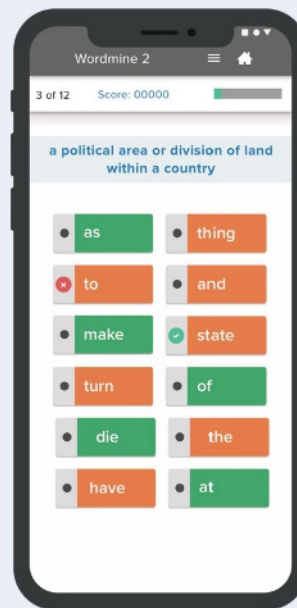 Wordmine 2
3 of 12 Score: 00000
a political area or division of land
within a country
as thing
to and
make state
turn of
die the
have at